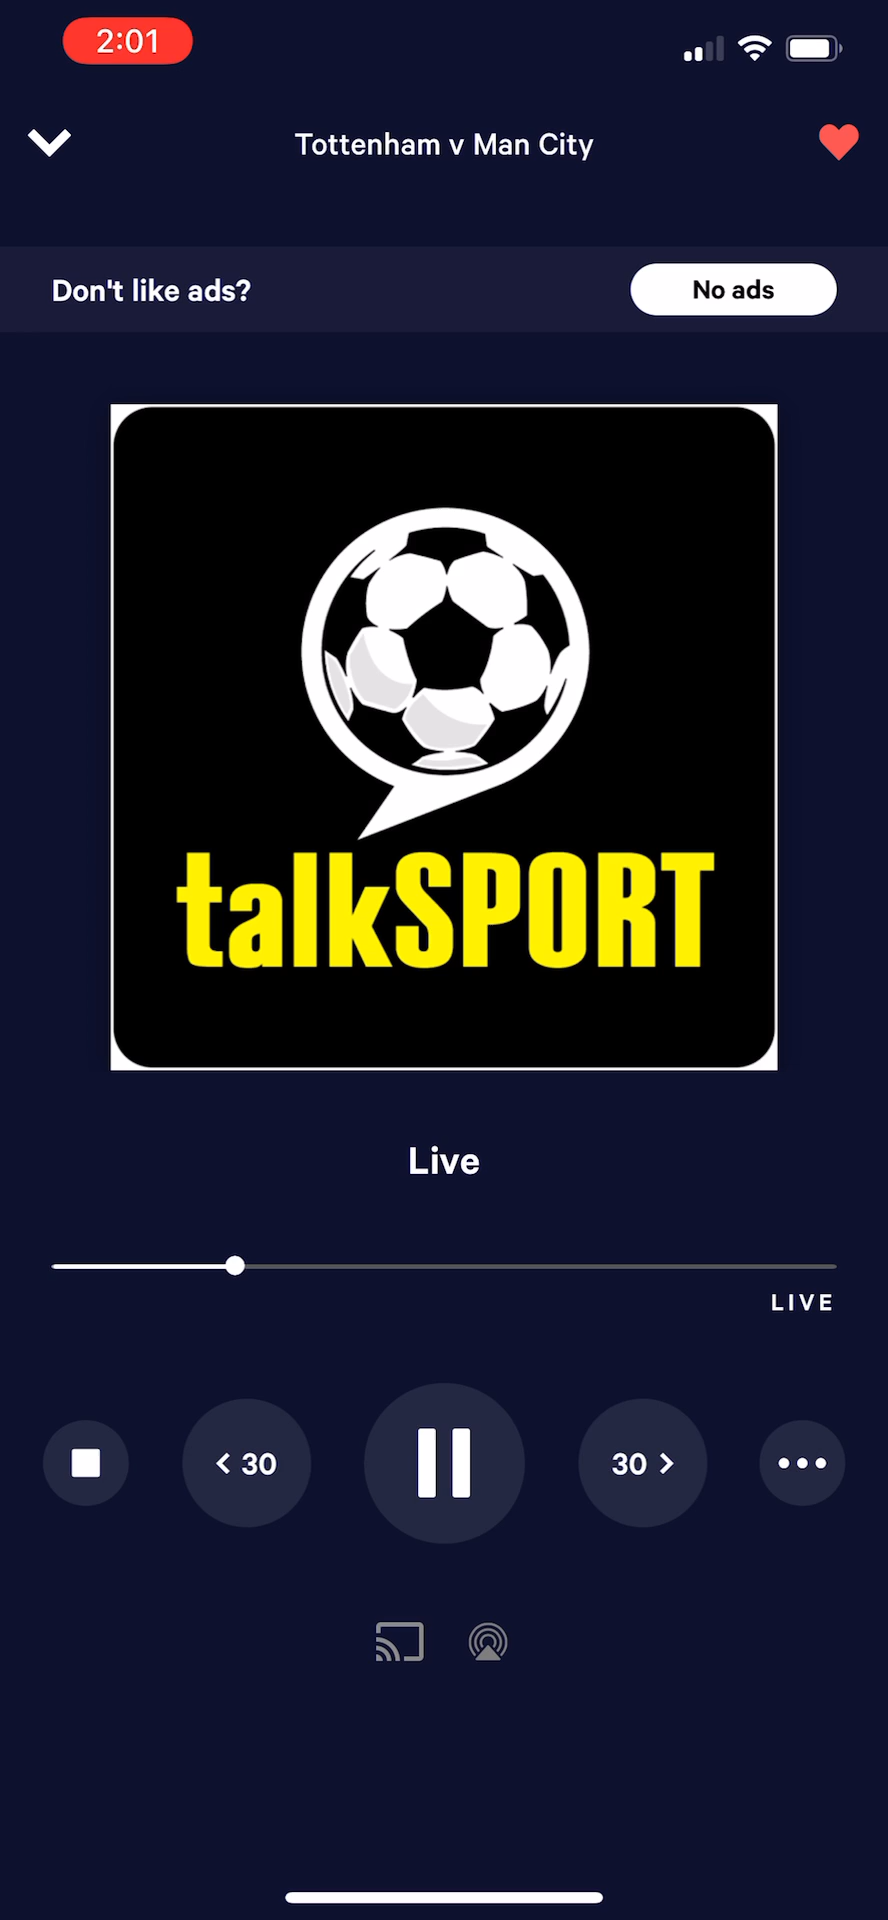 2:01
Tottenham v Man City
Don't like ads?
No ads
talkSPORT
Live
LIVE
30
30